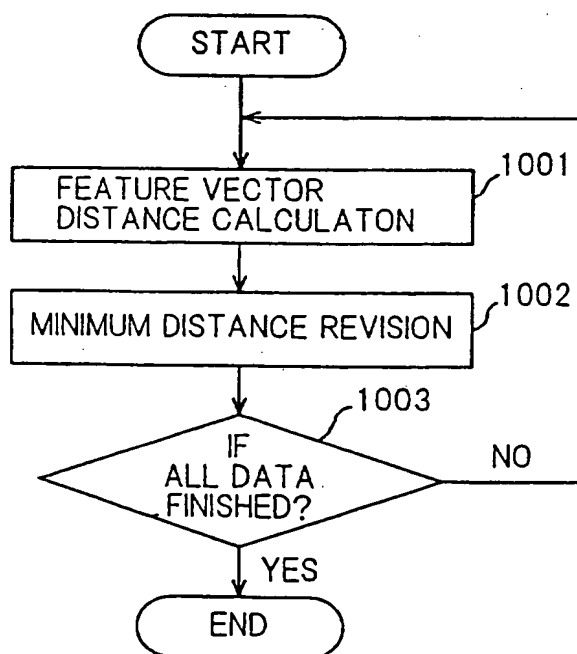 START
FEATURE VECTOR
DISTANCE CALCULATON
1001
MINIMUM DISTANCE REVISION
1002
1003
IF
ALL DATA
FINISHED?
NO
YES
END